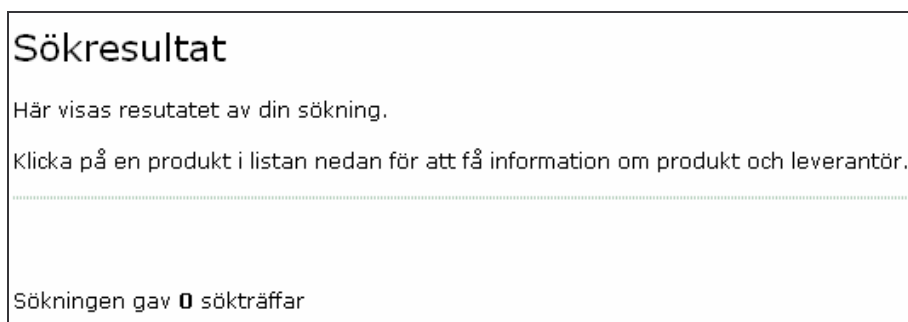 Sökresultat
Här visas resutatet av din sökning.
Klicka på en produkt i listan nedan för att få information om produkt och leverantör.
Sökningen gav 0 sökträffar